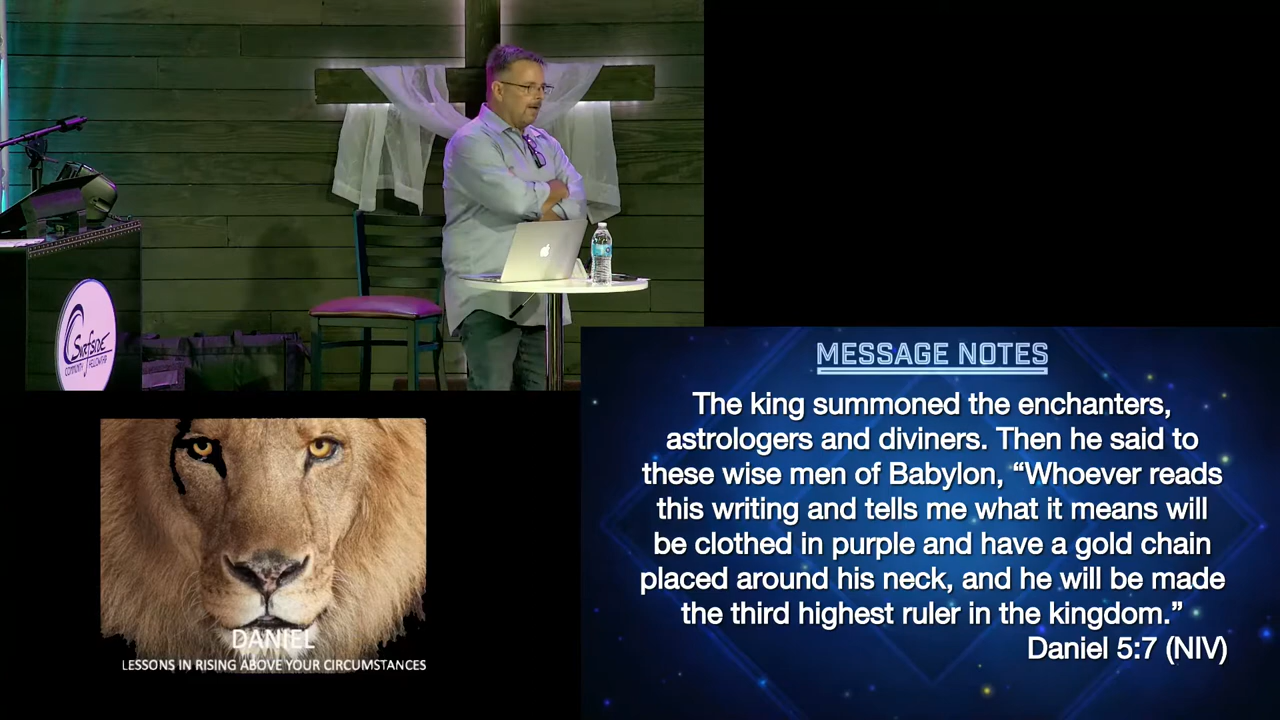 SURFSIDE
COMMUNITY FELLOWSHIP
MESSAGE NOTES
The king summoned the enchanters,
astrologers and diviners. Then he said to
these wise men of Babylon, “Whoever reads
this writing and tells me what it means will
be clothed in purple and have a gold chain
placed around his neck, and he will be made
the third highest ruler in the kingdom.”
Daniel 5:7 (NIV)
DANIEL
LESSONS IN RISING ABOVE YOUR CIRCUMSTANCES